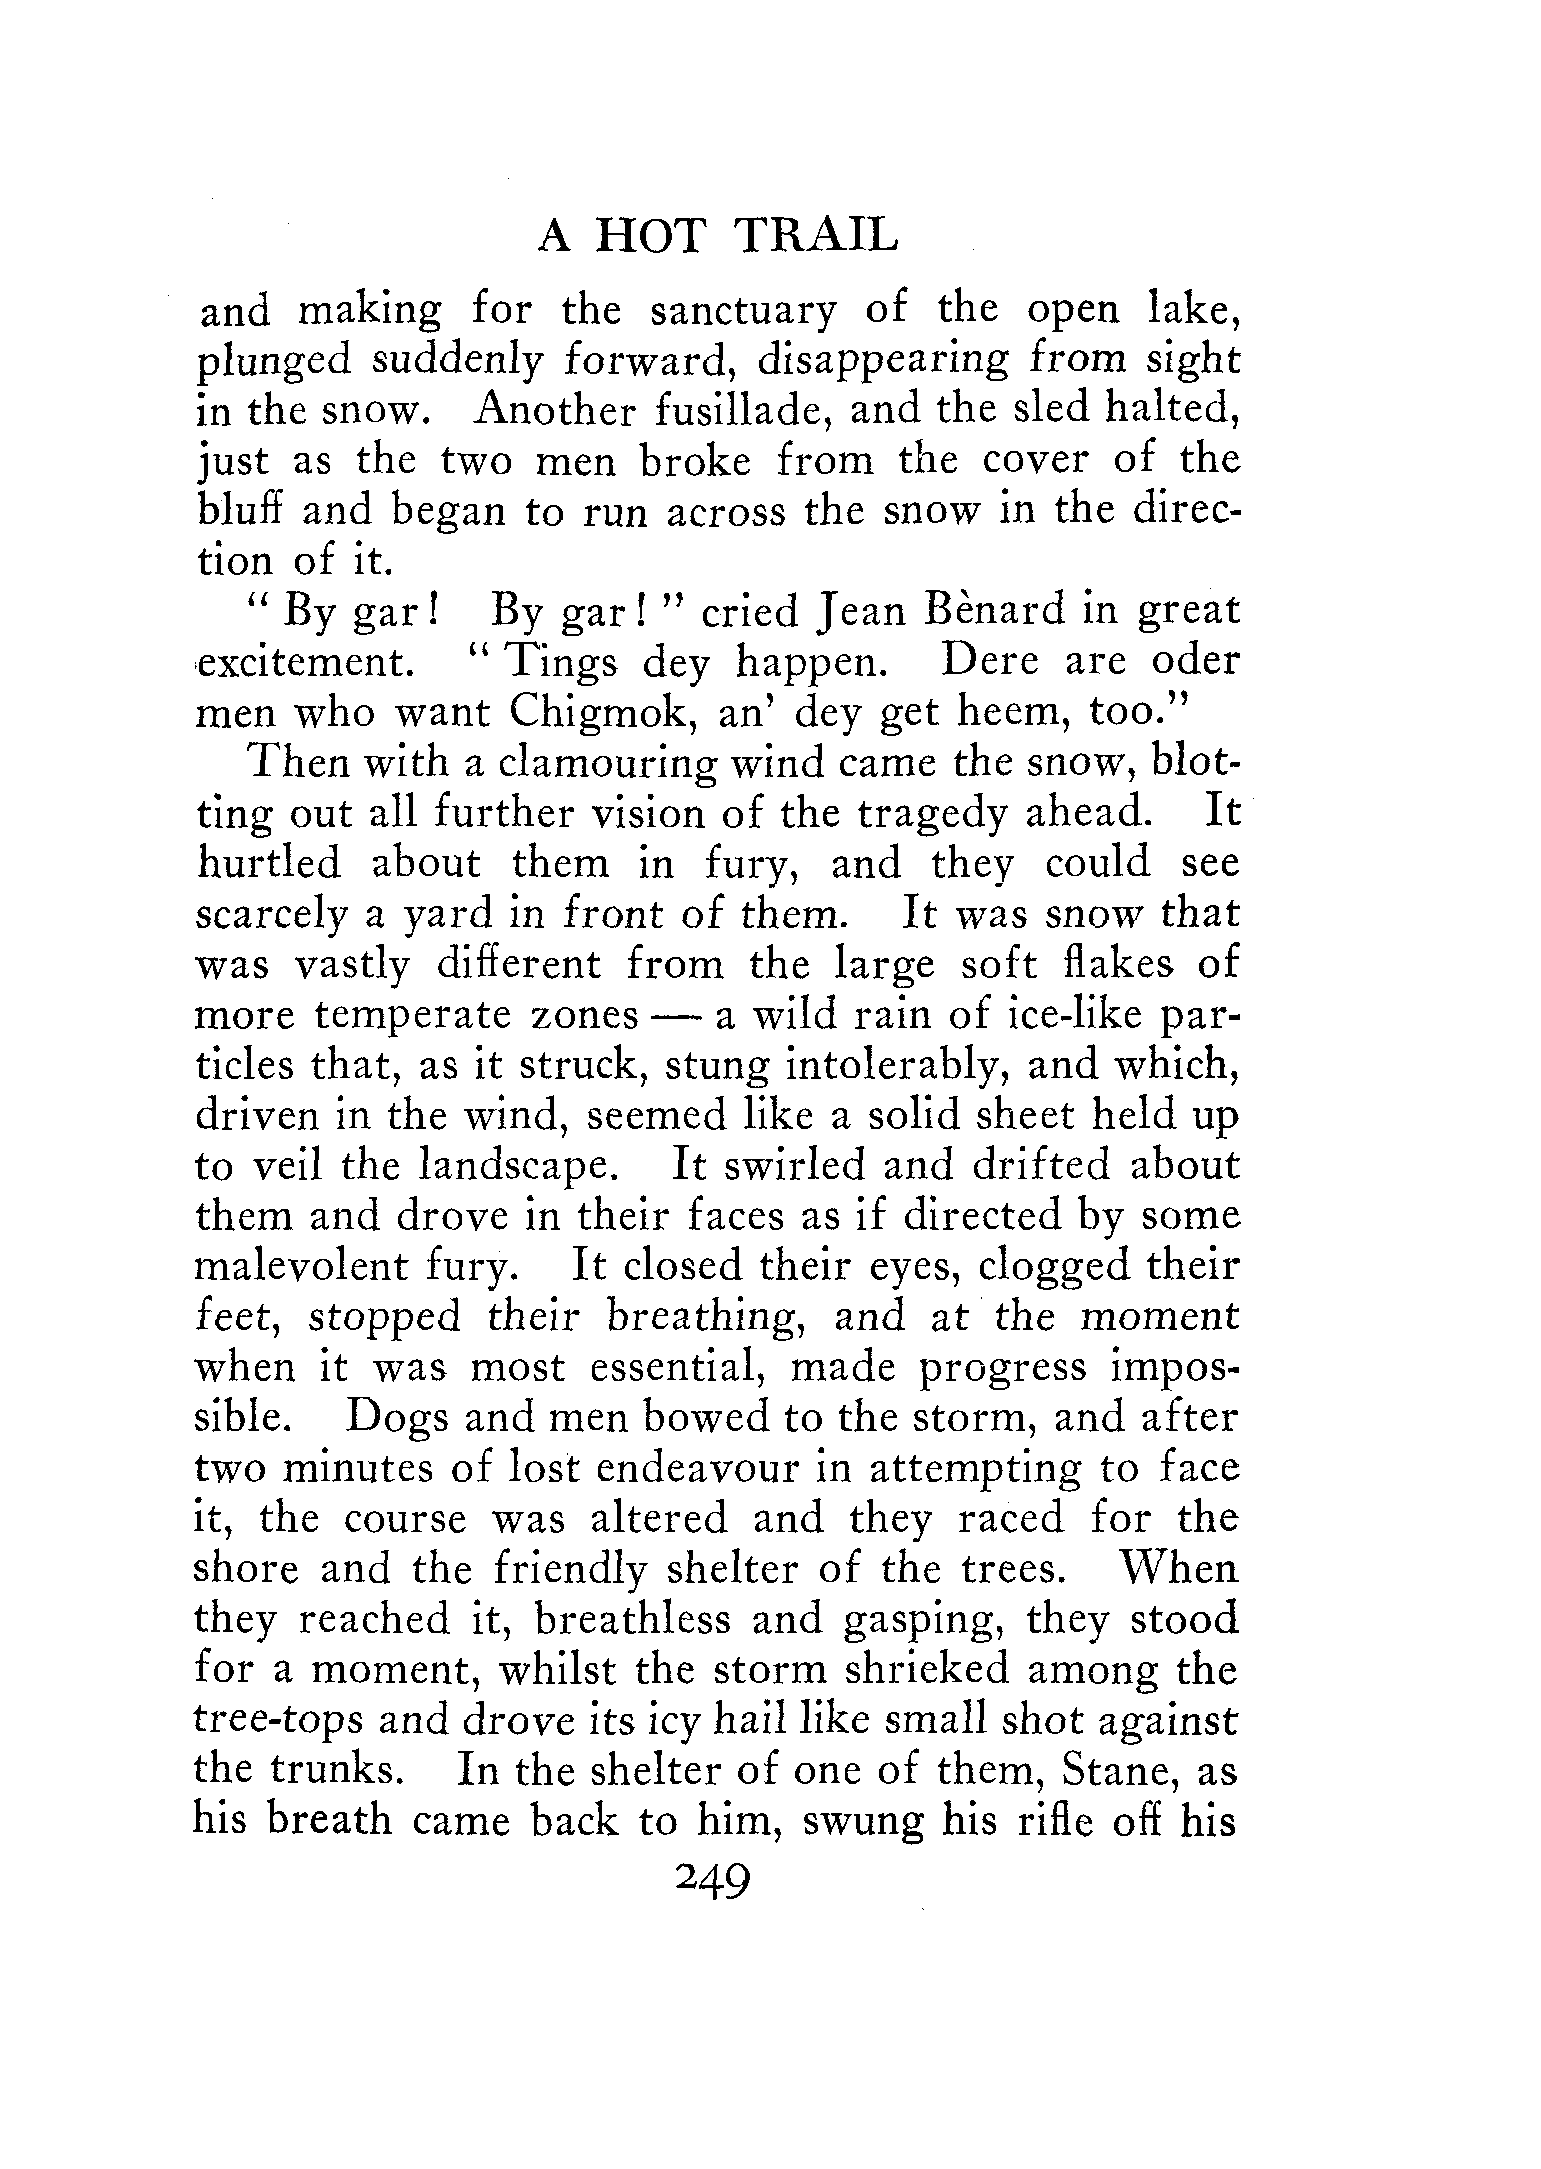 A HOT TRAIL
and making for the sanctuary of the open lake,
plunged suddenly forward, disappearing from sight
in the snow. Another fusillade, and the sled halted,
just as the two men broke from the cover of the
bluff and began to run across the snow in the direc-
tion of it.
“ By gar! By gar! ” cried Jean Bènard in great
excitement. “ Tings dey happen. Dere are oder
men who want Chigmok, an’ dey get heem, too.”
Then with a clamouring wind came the snow, blot-
ting out all further vision of the tragedy ahead. It
hurtled about them in fury, and they could see
scarcely a yard in front of them. It was snow that
was vastly different from the large soft flakes of
more temperate zones — a wild rain of ice-like par-
ticles that, as it struck, stung intolerably, and which,
driven in the wind, seemed like a solid sheet held up
to veil the landscape. It swirled and drifted about
them and drove in their faces as if directed by some
malevolent fury. It closed their eyes, clogged their
feet, stopped their breathing, and at the moment
when it was most essential, made progress impos-
sible. Dogs and men bowed to the storm, and after
two minutes of lost endeavour in attempting to face
it, the course was altered and they raced for the
shore and the friendly shelter of the trees. When
they reached it, breathless and gasping, they stood
for a moment, whilst the storm shrieked among the
tree-tops and drove its icy hail like small shot against
the trunks. In the shelter of one of them, Stane, as
his breath came back to him, swung his rifle off his
249